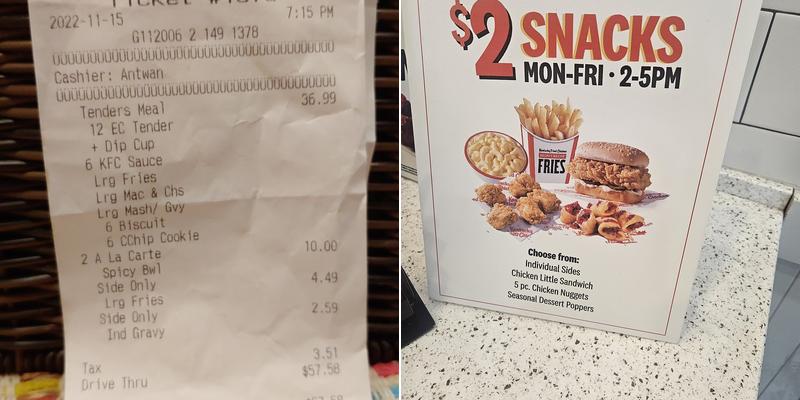 2022-11-15 7:15 PM
G112006 2 149 1378
Cashier: Antwan
Tenders Meal 36.99
12 EC Tender
+ Dip Cup
6 KFC Sauce
Lrg Fries
Lrg Mac & Chs
Lrg Mash/ Gvy
6 Biscuit
6 CChip Cookie
2 A La Carte 10.00
Spicy Bwl
Side Only 4.49
Lrg Fries
Side Only 2.59
Ind Gravy
Tax 3.51
Drive Thru $57.58
$2 SNACKS
MON-FRI • 2-5PM
FRIES
Choose from:
Individual Sides
Chicken Little Sandwich
5 pc. Chicken Nuggets
Seasonal Dessert Poppers